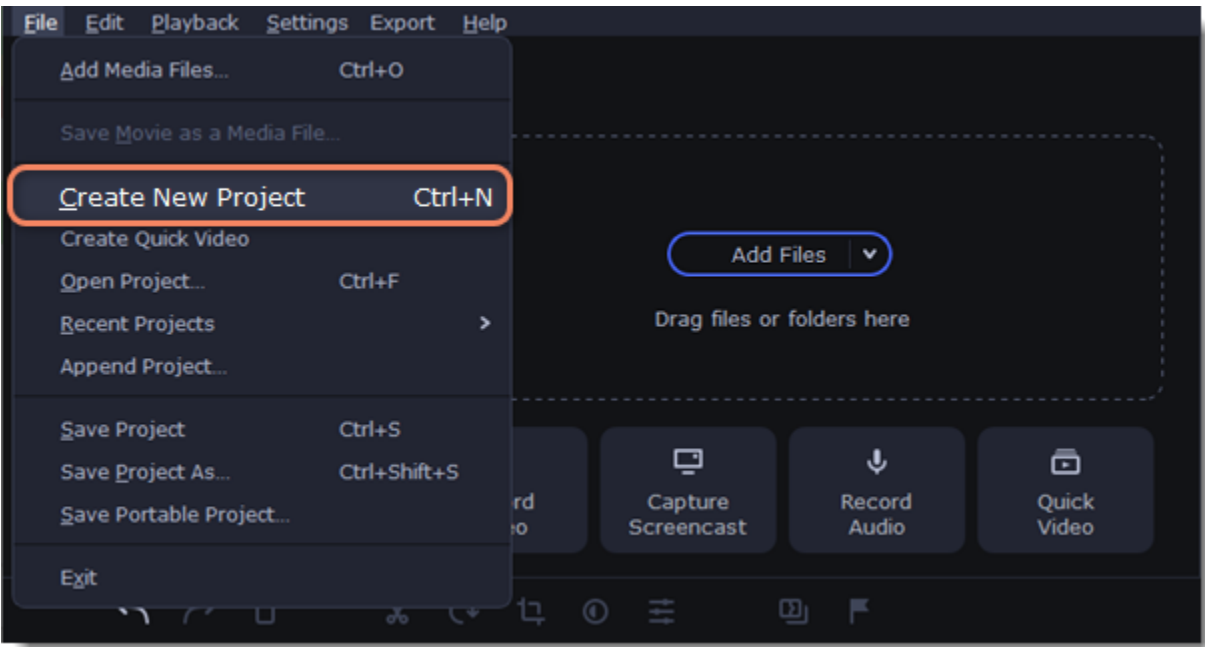 File Edit Playback Settings Export Help
Add Media Files... Ctrl+O
Save Movie as a Media File...
Create New Project Ctrl+N
Create Quick Video
Open Project... Ctrl+F
Recent Projects
Append Project...
Save Project Ctrl+S
Save Project As... Ctrl+Shift+S
Save Portable Project...
Exit
Add Files
Drag files or folders here
Capture
Screencast
Record
Audio
Quick
Video